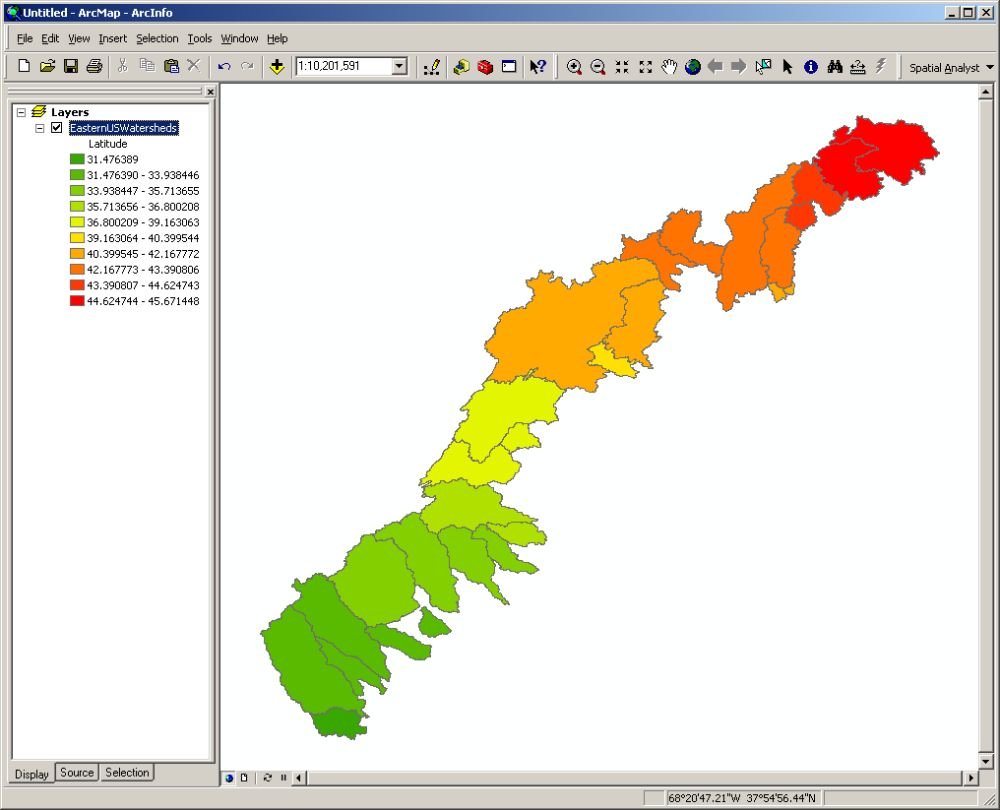 Untitled - ArcMap - ArcInfo
File Edit View Insert Selection Tools Window Help
1:10,201,591 Spatial Analyst
Layers
EasternUSWatersheds
Latitude
31.476389
31.476390 - 33.938446
33.938447 - 35.713655
35.713656 - 36.800208
36.800209 - 39.163063
39.163064 - 40.399544
40.399545 - 42.167772
42.167773 - 43.390806
43.390807 - 44.624743
44.624744 - 45.671448
Display Source Selection
68°20'47.21"W 37°54'56.44"N